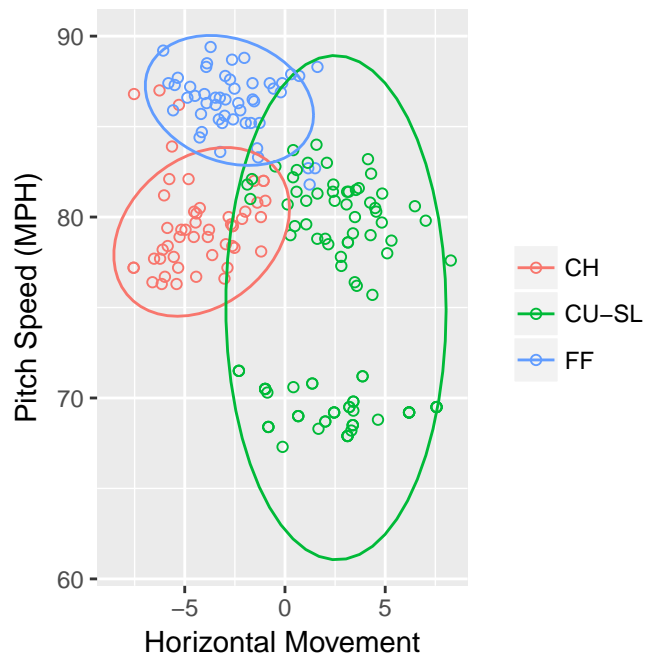 90
80
70
60
Pitch Speed (MPH)
−5
0
5
Horizontal Movement
CH
CU−SL
FF